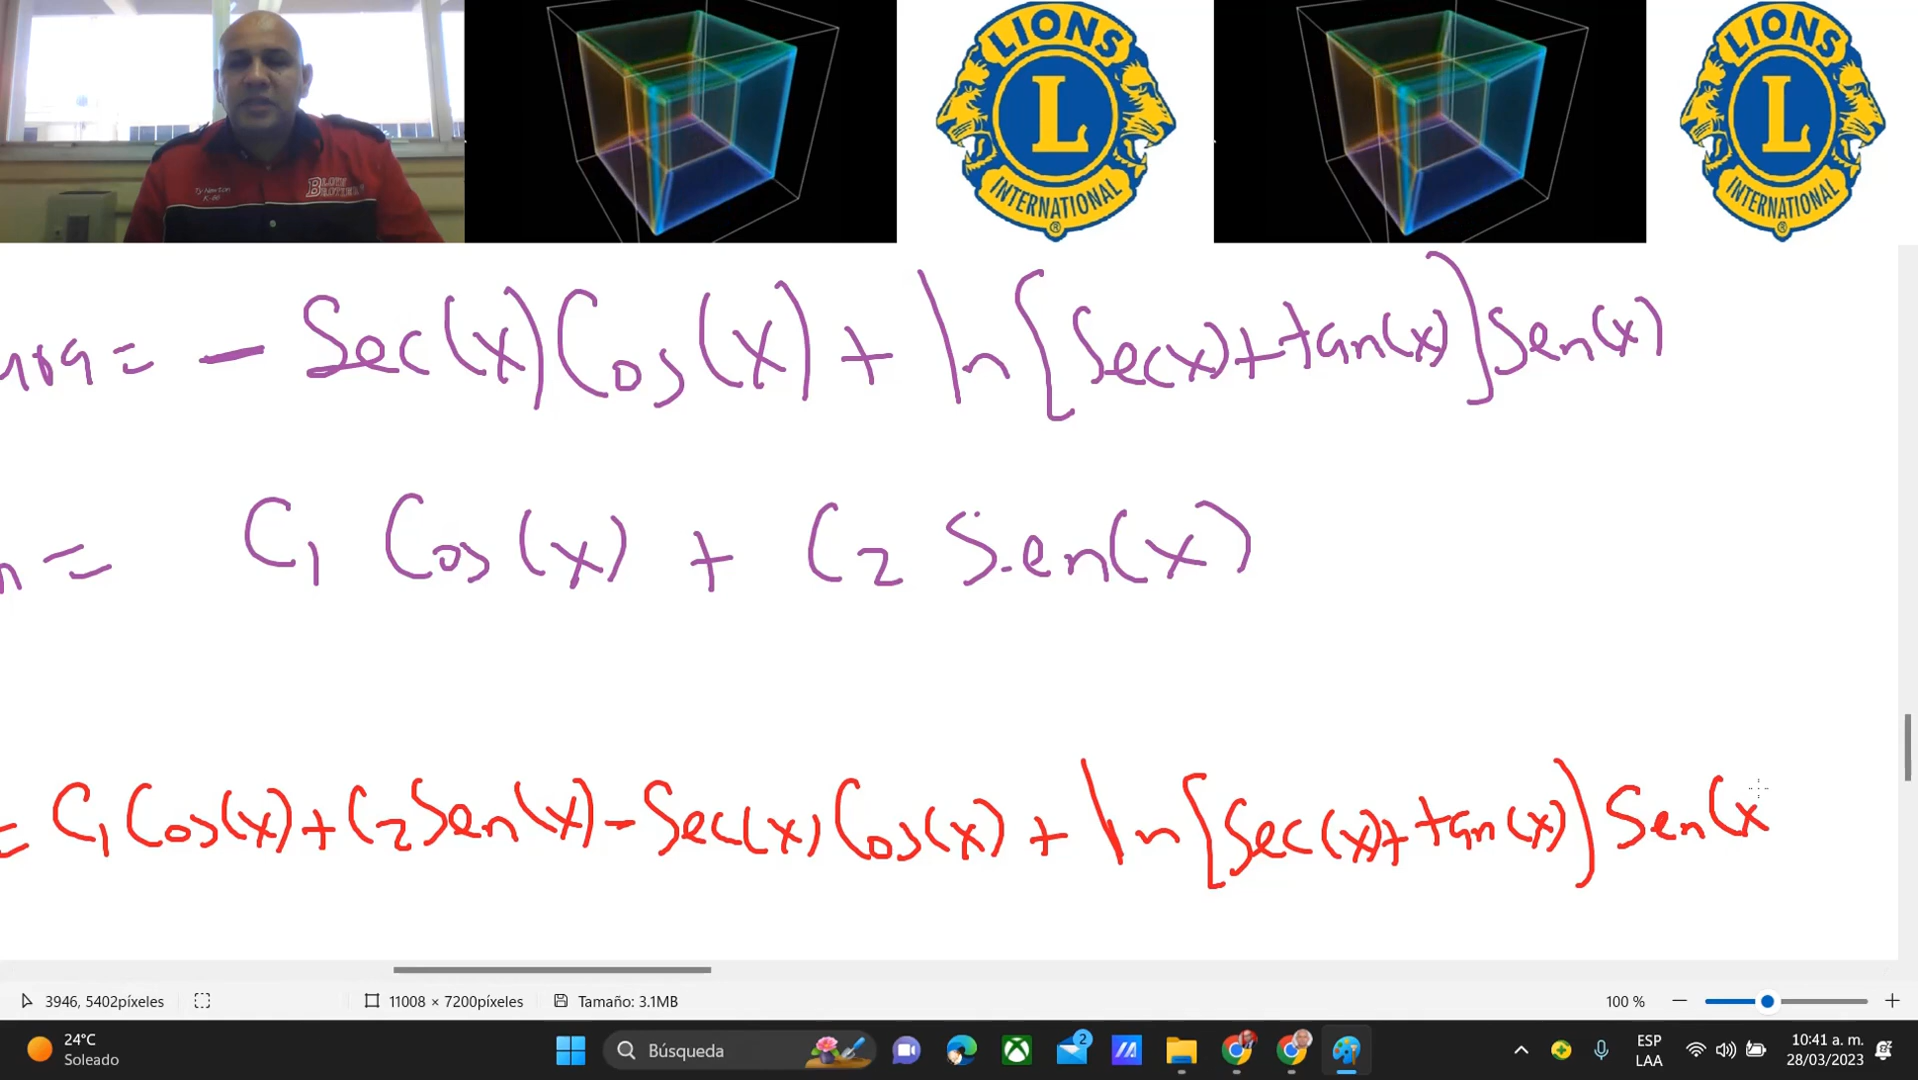 LIONS
L
INTERNATIONAL
®
LIONS
L
INTERNATIONAL
®
= - Sec(x) Cos(x) + ln[Sec(x)+tan(x)]Sen(x)
= C1 Cos(x) + C2 Sen(x)
= C1 Cos(x)+C2 Sen(x)-Sec(x) Cos(x) + ln[Sec(x)+tan(x)] Sen(x
3946, 5402píxeles
11008 × 7200píxeles
Tamaño: 3.1MB
100 %
24°C
Soleado
Búsqueda
2
ESP
LAA
10:41 a. m.
28/03/2023